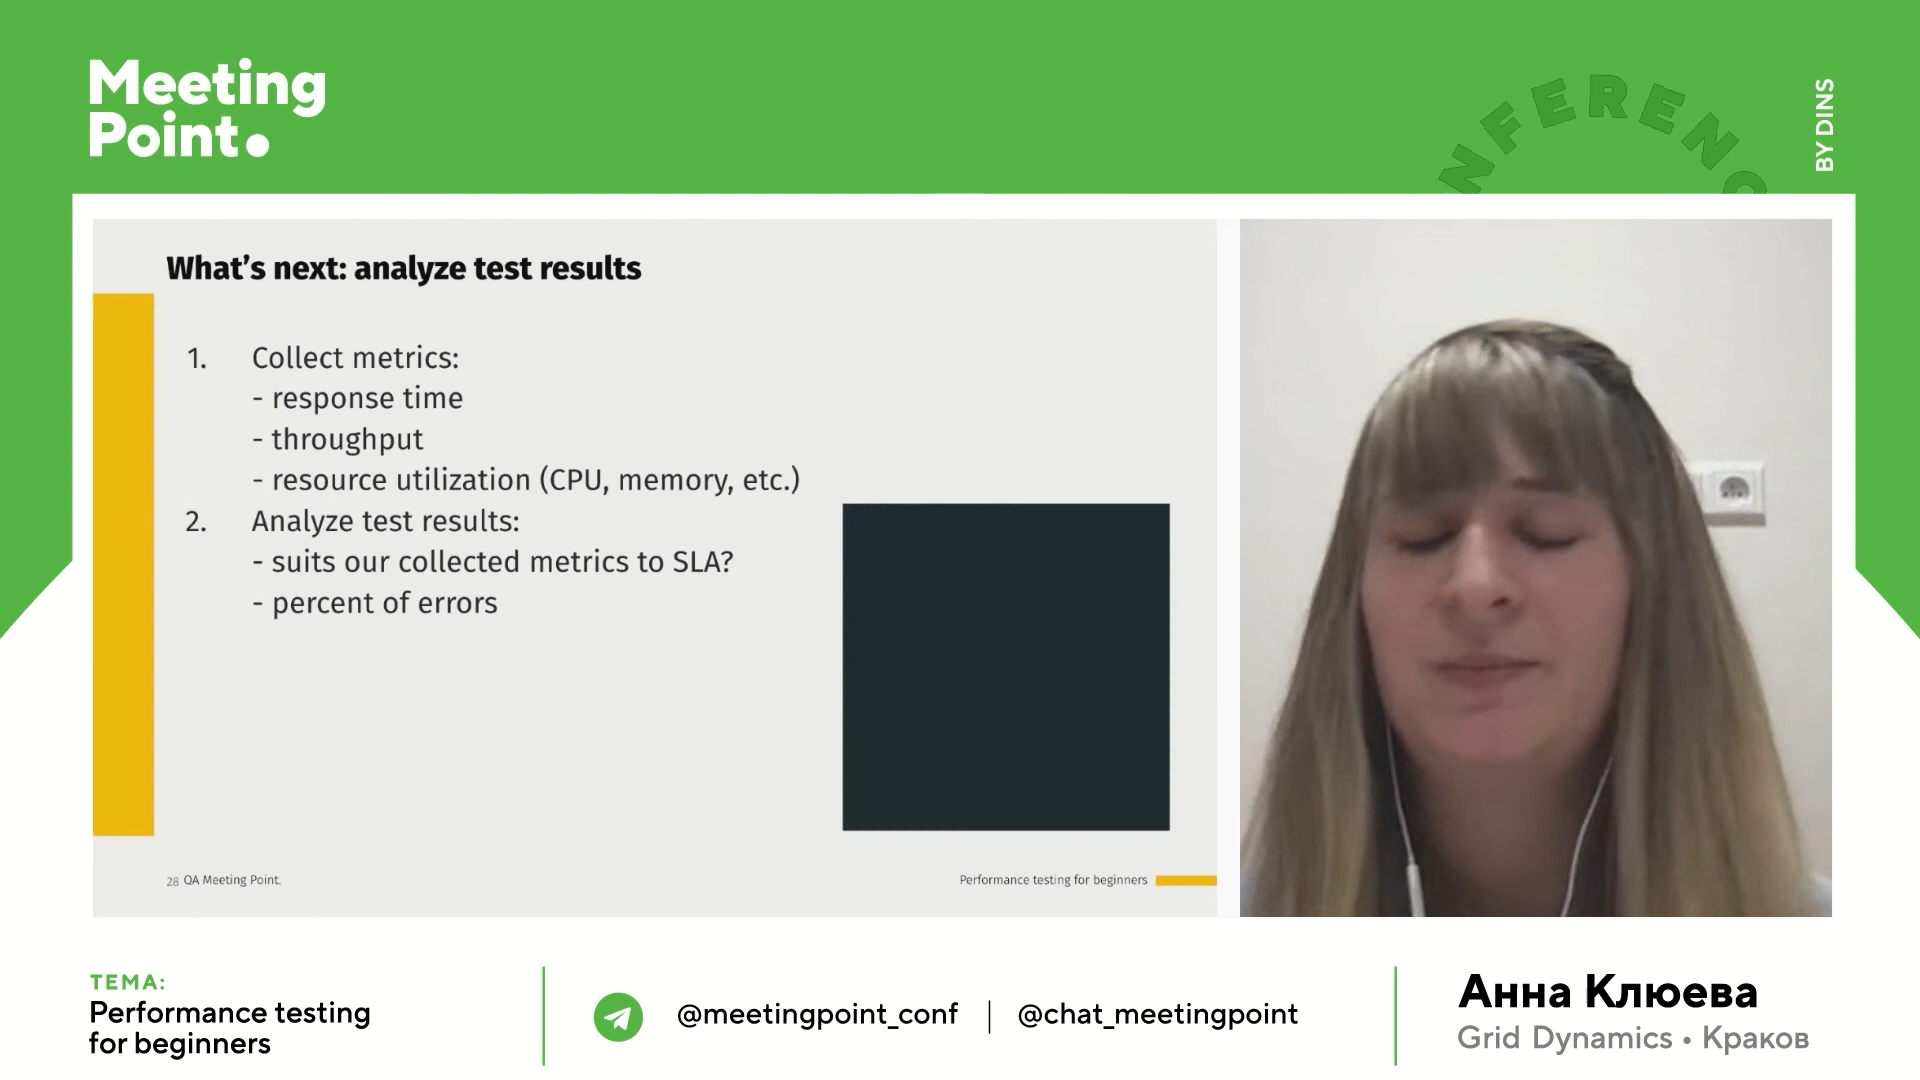 Meeting
Point.
NFERENC
BY DINS
What's next: analyze test results
1. Collect metrics:
- response time
- throughput
- resource utilization (CPU, memory, etc.)
2. Analyze test results:
- suits our collected metrics to SLA?
- percent of errors
28 QA Meeting Point.
Performance testing for beginners
ТЕМА:
Performance testing
for beginners
@meetingpoint_conf | @chat_meetingpoint
Анна Клюева
Grid Dynamics • Краков